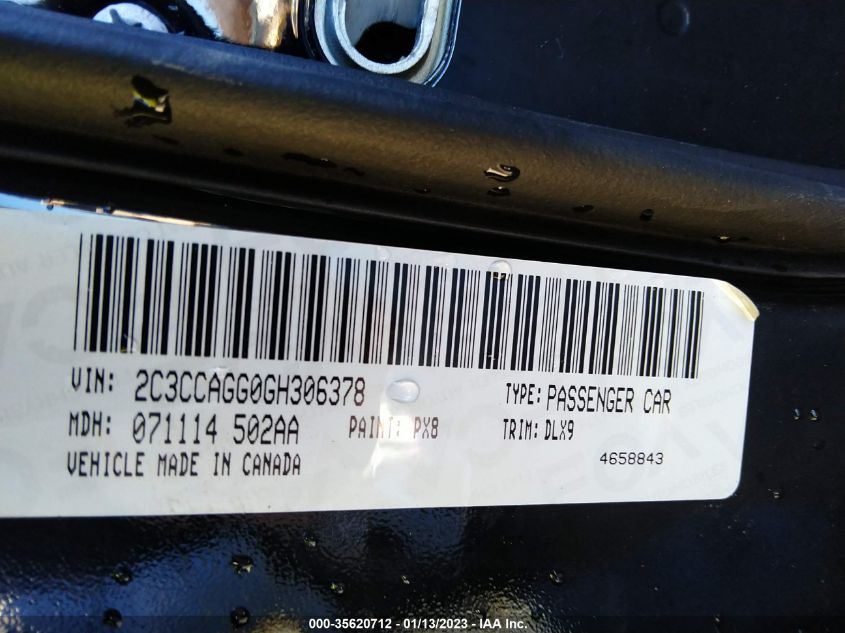 VIN: 2C3CCAGG0GH306378 TYPE: PASSENGER CAR
MDH: 071114 502AA PAINT: PX8 TRIM: DLX9
VEHICLE MADE IN CANADA 4658843
000-35620712 - 01/13/2023 - IAA Inc.